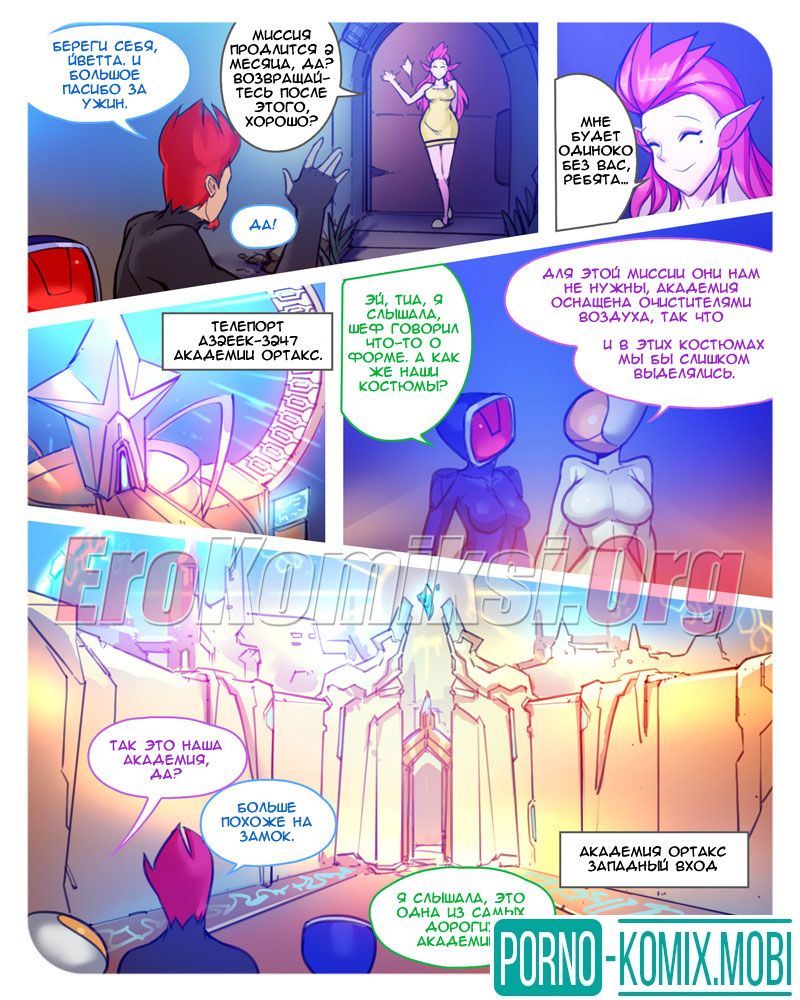 БЕРЕГИ СЕБЯ,
ИВЕТТА. И
БОЛЬШОЕ
ПАСИБО ЗА
УЖИН.
МИССИЯ
ПРОДЛИТСЯ 2
МЕСЯЦА, ДА?
ВОЗВРАЩАЙ-
ТЕСЬ ПОСЛЕ
ЭТОГО,
ХОРОШО?
ДА!
МНЕ
БУДЕТ
ОДИНОКО
БЕЗ ВАС,
РЕБЯТА...
ТЕЛЕПОРТ
АЗ2ЕЕК-3247
АКАДЕМИИ ОРТАКС.
ЭЙ, ТИА, Я
СЛЫШАЛА,
ШЕФ ГОВОРИЛ
ЧТО-ТО О
ФОРМЕ. А КАК
ЖЕ НАШИ
КОСТЮМЫ?
ДЛЯ ЭТОЙ МИССИИ ОНИ НАМ
НЕ НУЖНЫ, АКАДЕМИЯ
ОСНАЩЕНА ОЧИСТИТЕЛЯМИ
ВОЗДУХА, ТАК ЧТО
И В ЭТИХ КОСТЮМАХ
МЫ БЫ СЛИШКОМ
ВЫДЕЛЯЛИСЬ.
EroKomiksi.Org
ТАК ЭТО НАША
АКАДЕМИЯ,
ДА?
БОЛЬШЕ
ПОХОЖЕ НА
ЗАМОК.
АКАДЕМИЯ ОРТАКС
ЗАПАДНЫЙ ВХОД
Я СЛЫШАЛА, ЭТО
ОДНА ИЗ САМЫХ
ДОРОГИХ
PORNO-KOMIX.MOBI